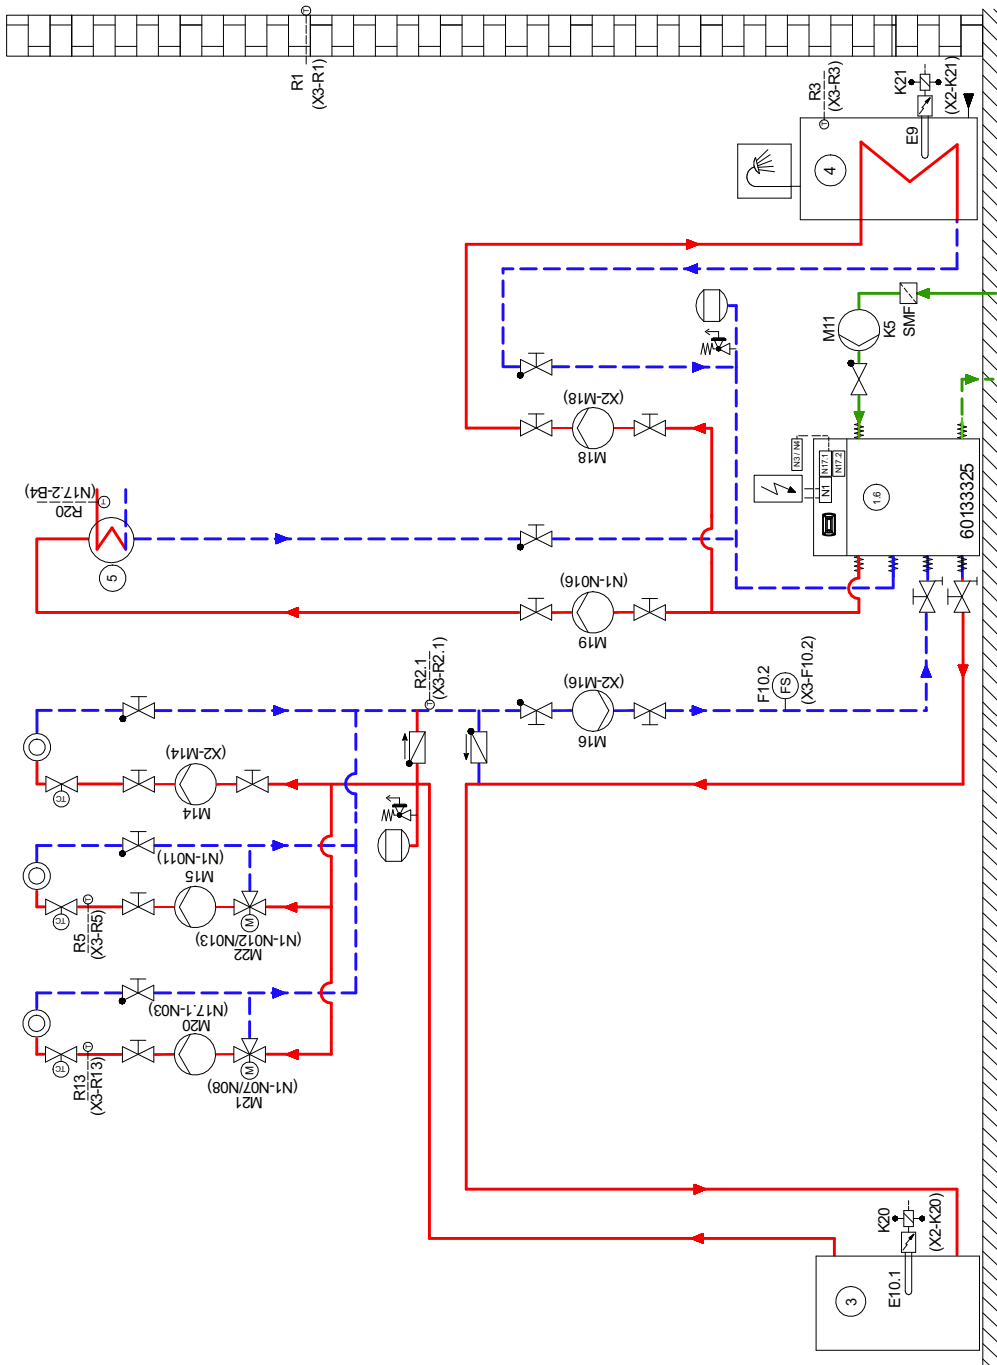 R1
(X3-R1)
T
R3
(X3-R3)
T
K21
(X2-K21)
E9
4
M11
K5
SMF
(X2-M18)
M18
N3 / N4
N17.1
N17.2
N1
1.6
60133325
R20
(N17.2-B4)
T
5
(N1-N016)
M19
R2.1
(X3-R2.1)
T
(X2-M16)
M16
F10.2
(X3-F10.2)
FS
(X2-M14)
M14
TC
(N1-N011)
M15
TC
R5
(X3-R5)
T
M
M22
(N1-N012/N013)
(N17.1-N03)
M20
TC
R13
(X3-R13)
T
M
M21
(N1-N07/N08)
K20
(X2-K20)
E10.1
3